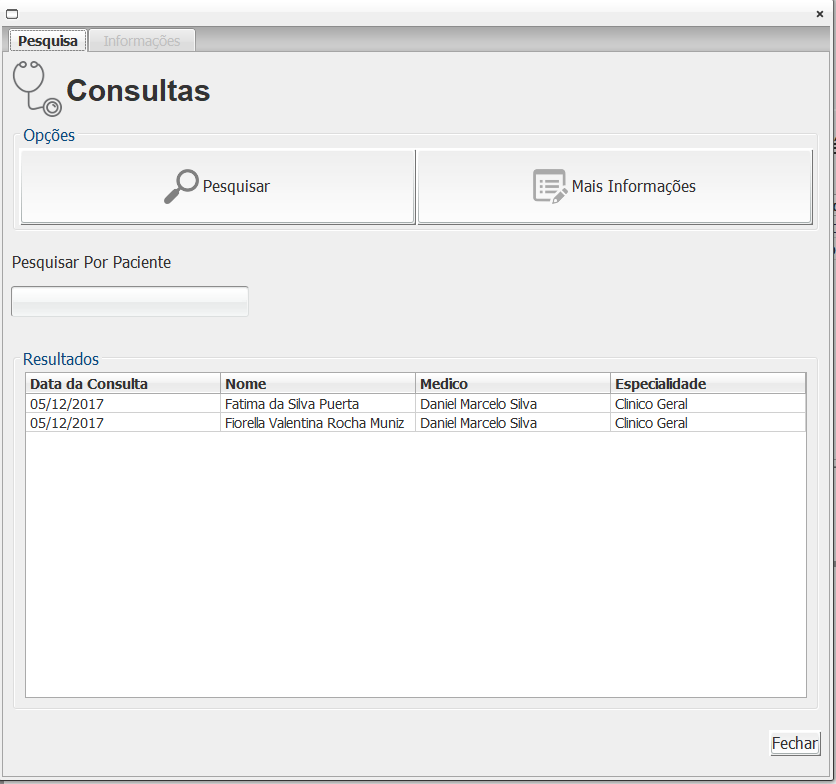 Pesquisa Informações
Consultas
Opções
Pesquisar Mais Informações
Pesquisar Por Paciente
Resultados
Data da Consulta Nome Medico Especialidade
05/12/2017 Fatima da Silva Puerta Daniel Marcelo Silva Clinico Geral
05/12/2017 Fiorella Valentina Rocha Muniz Daniel Marcelo Silva Clinico Geral
Fechar